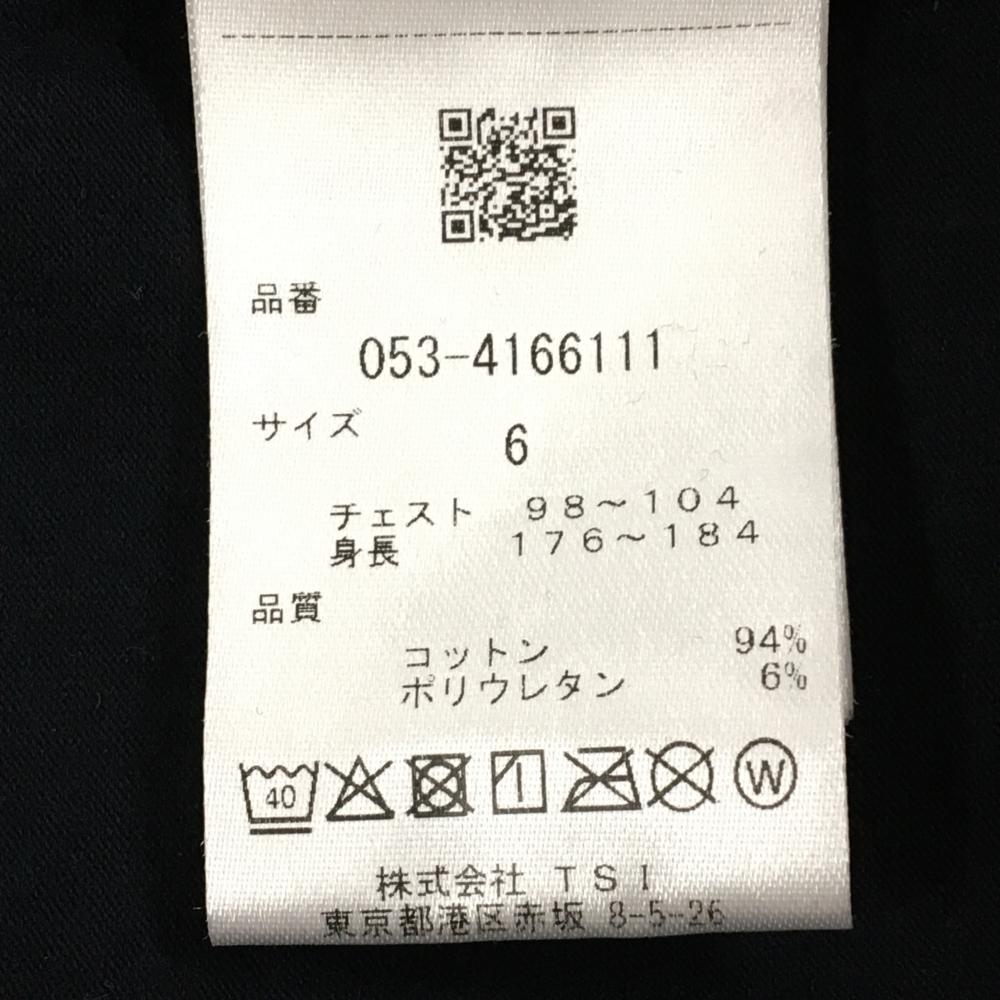 品番
053-4166111
サイズ
6
チェスト 98～104
身長 176～184
品質
コットン 94%
ポリウレタン 6%
40 W
株式会社 TSI
東京都港区赤坂 8-5-26